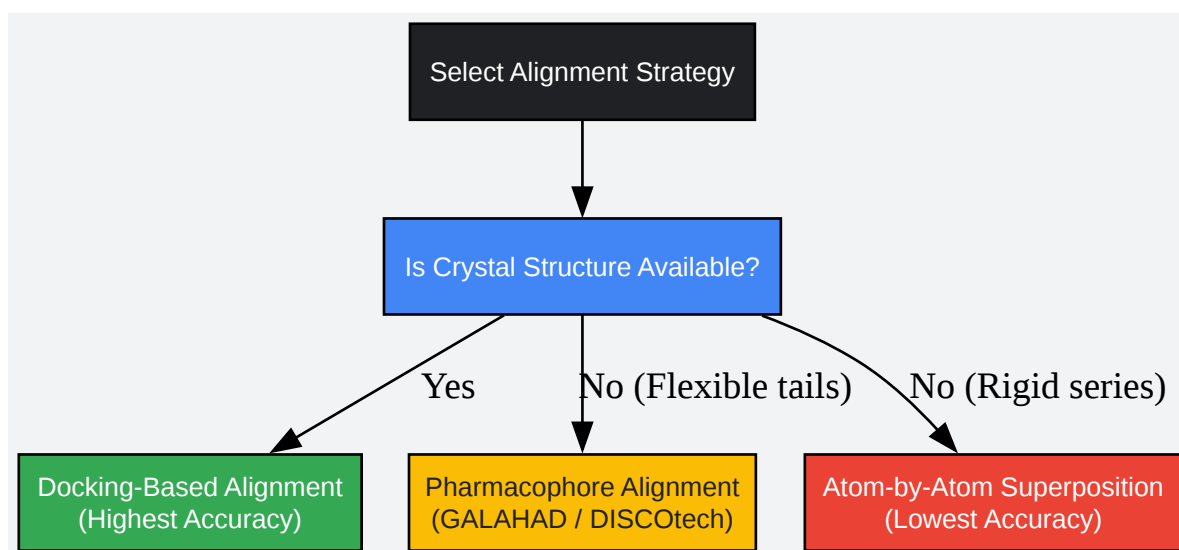 Select Alignment Strategy
Is Crystal Structure Available?
Yes
No (Flexible tails)
No (Rigid series)
Docking-Based Alignment
(Highest Accuracy)
Pharmacophore Alignment
(GALAHAD / DISCOtech)
Atom-by-Atom Superposition
(Lowest Accuracy)